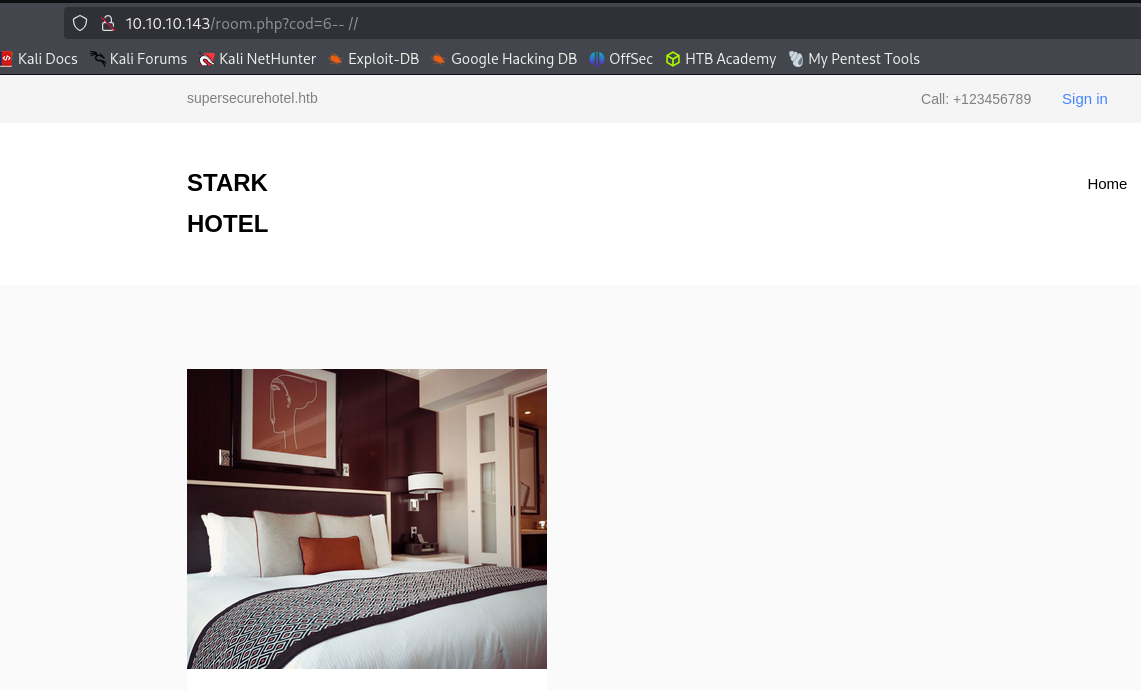 10.10.10.143/room.php?cod=6-- //
Kali Docs Kali Forums Kali NetHunter Exploit-DB Google Hacking DB OffSec HTB Academy My Pentest Tools
supersecurehotel.htb Call: +123456789 Sign in
STARK
HOTEL
Home